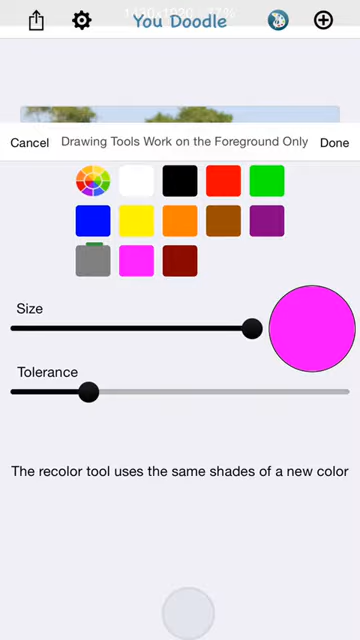 You Doodle
Cancel Drawing Tools Work on the Foreground Only Done
Size
Tolerance
The recolor tool uses the same shades of a new color